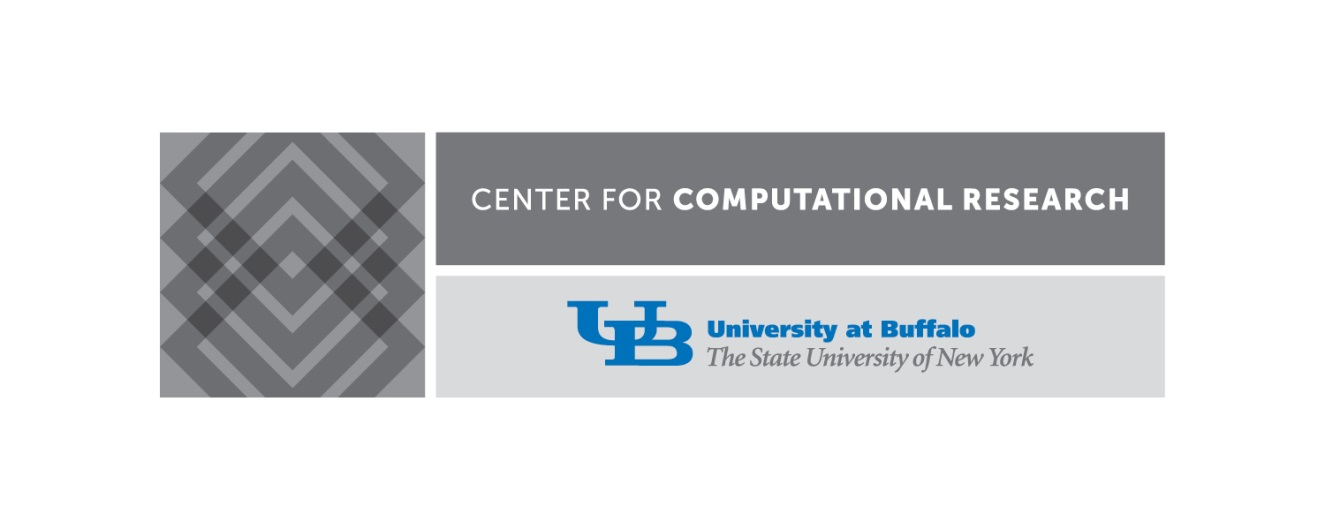 CENTER FOR COMPUTATIONAL RESEARCH
UB University at Buffalo
The State University of New York